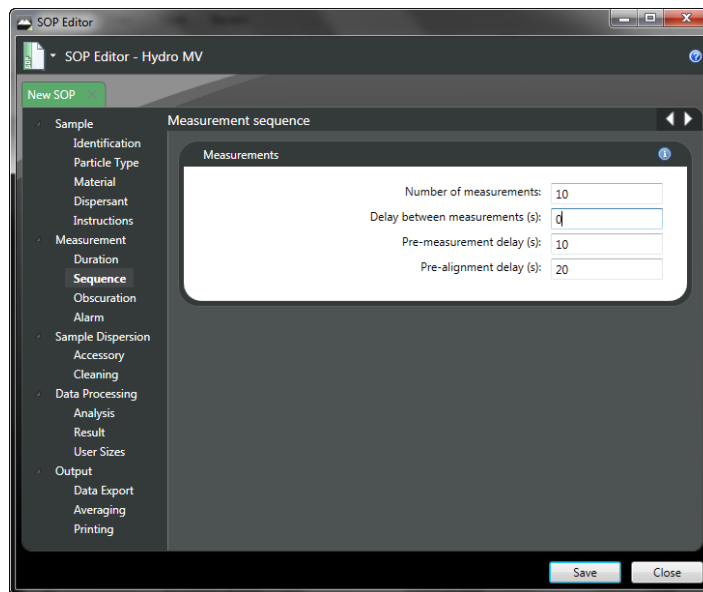 SOP Editor
SOP
SOP Editor - Hydro MV
New SOP
Sample
Identification
Particle Type
Material
Dispersant
Instructions
Measurement
Duration
Sequence
Obscuration
Alarm
Sample Dispersion
Accessory
Cleaning
Data Processing
Analysis
Result
User Sizes
Output
Data Export
Averaging
Printing
Measurement sequence
Measurements
Number of measurements: 10
Delay between measurements (s): 0
Pre-measurement delay (s): 10
Pre-alignment delay (s): 20
Save Close